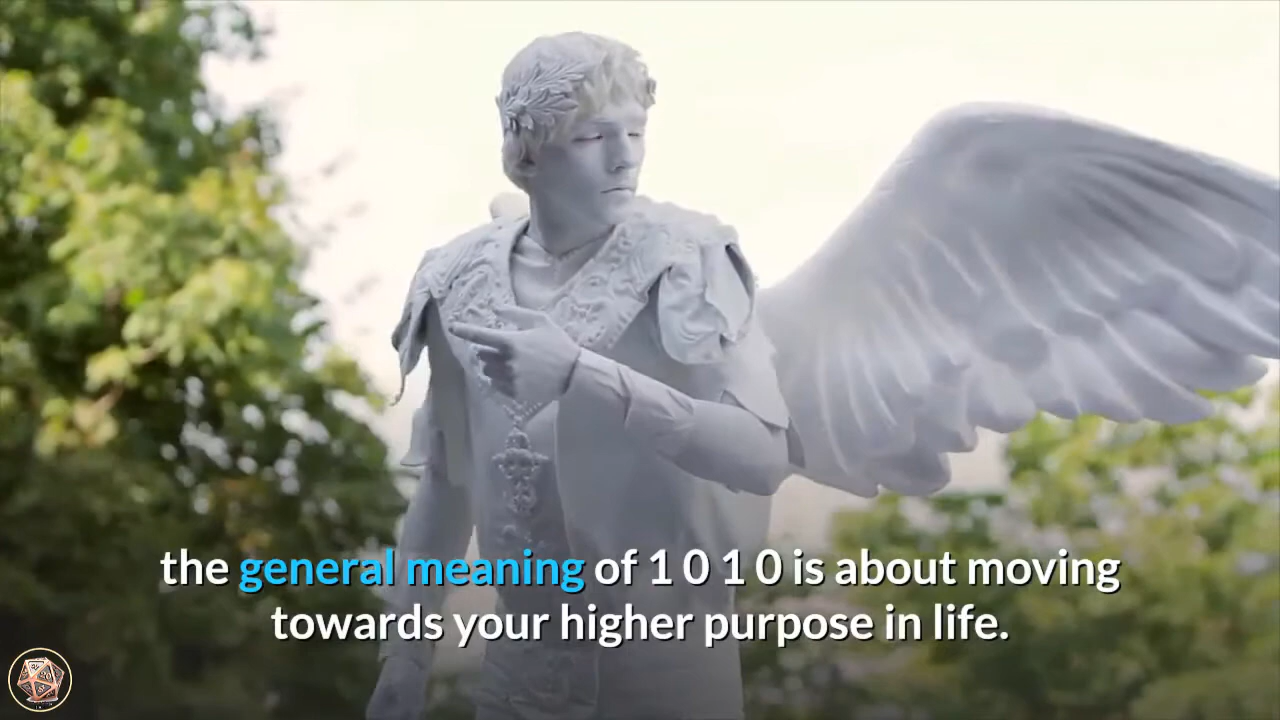 the general meaning of 1 0 1 0 is about moving
towards your higher purpose in life.